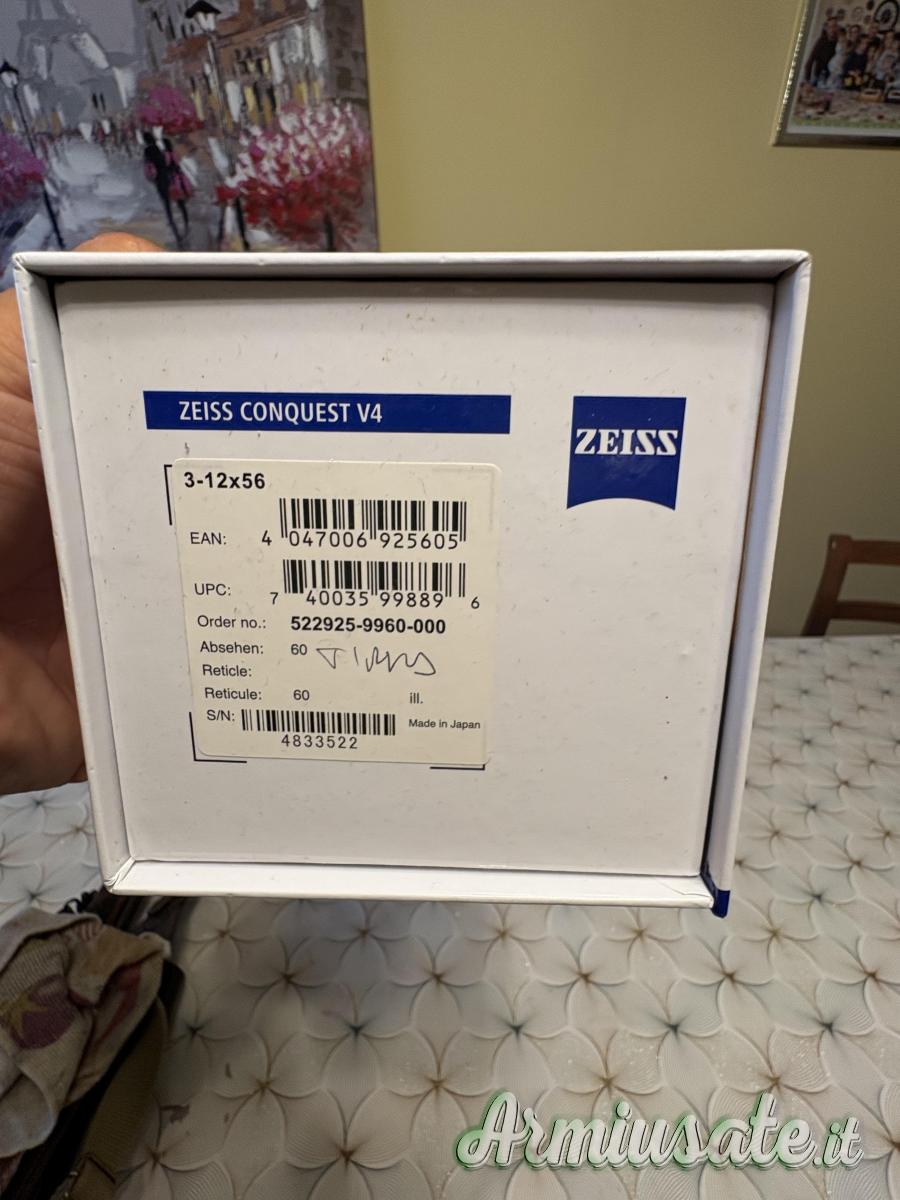 ZEISS CONQUEST V4
ZEISS
3-12x56
EAN: 4 047006 925605
UPC: 7 40035 99889 6
Order no.: 522925-9960-000
Absehen: 60
Reticle:
Reticule: 60 ill.
S/N: Made in Japan
4833522
Armiusate.it